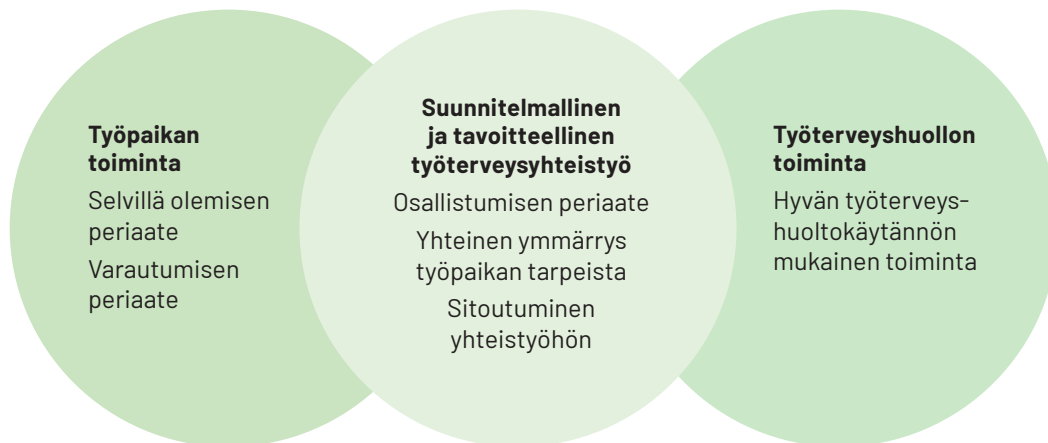 Työpaikan
toiminta
Selvillä olemisen
periaate
Varautumisen
periaate
Suunnitelmallinen
ja tavoitteellinen
työterveysyhteistyö
Osallistumisen periaate
Yhteinen ymmärrys
työpaikan tarpeista
Sitoutuminen
yhteistyöhön
Työterveyshuollon
toiminta
Hyvän työterveys-
huoltokäytännön
mukainen toiminta